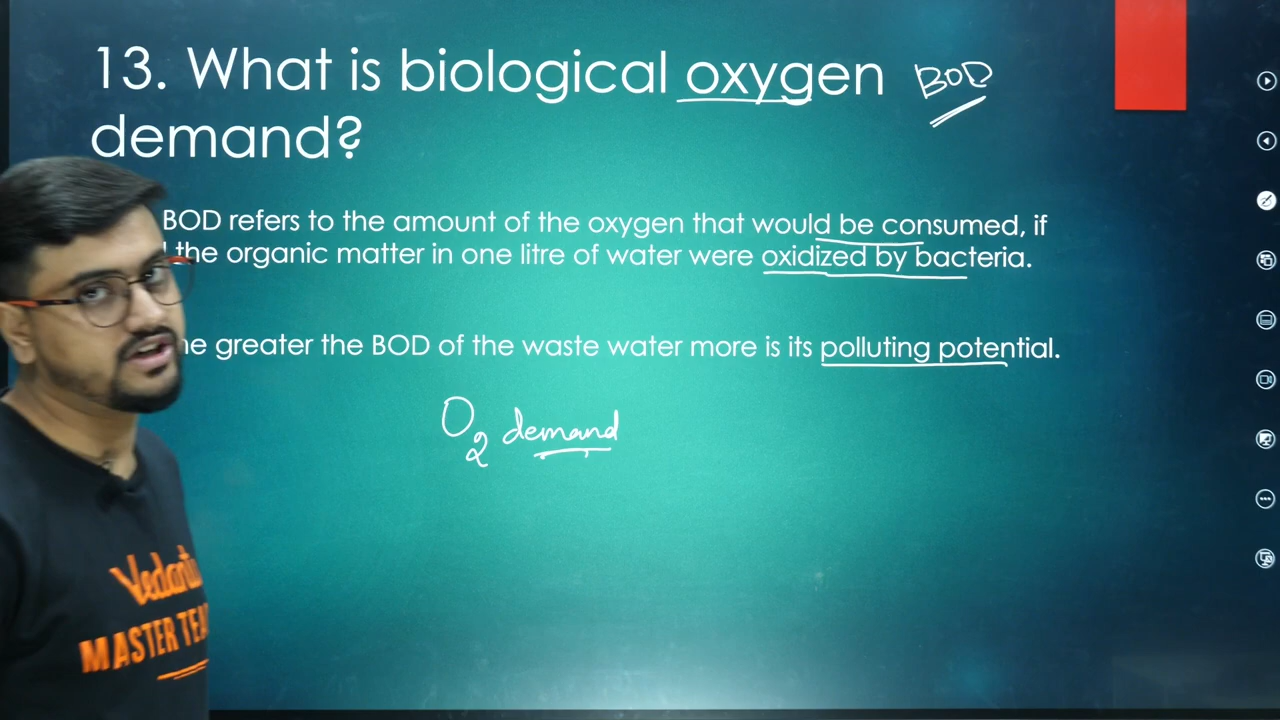 13. What is biological oxygen BOD
demand?
BOD refers to the amount of the oxygen that would be consumed, if
the organic matter in one litre of water were oxidized by bacteria.
greater the BOD of the waste water more is its polluting potential.
O2 demand
MASTER